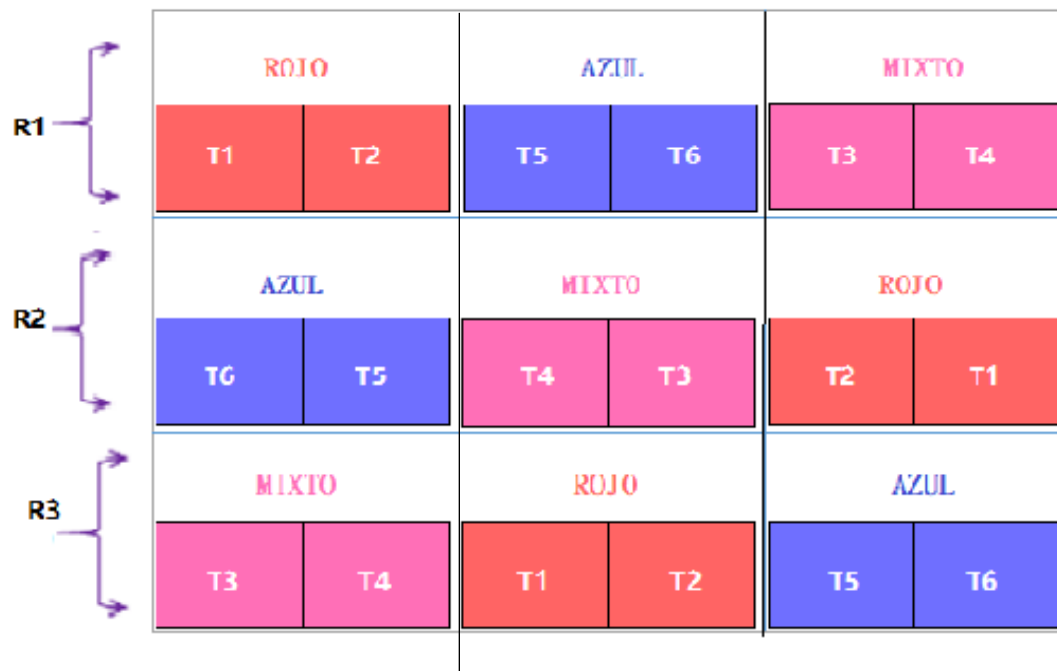 ROJO AZUL MIXTO
R1 T1 T2 T5 T6 T3 T4
AZUL MIXTO ROJO
R2 T6 T5 T4 T3 T2 T1
MIXTO ROJO AZUL
R3 T3 T4 T1 T2 T5 T6